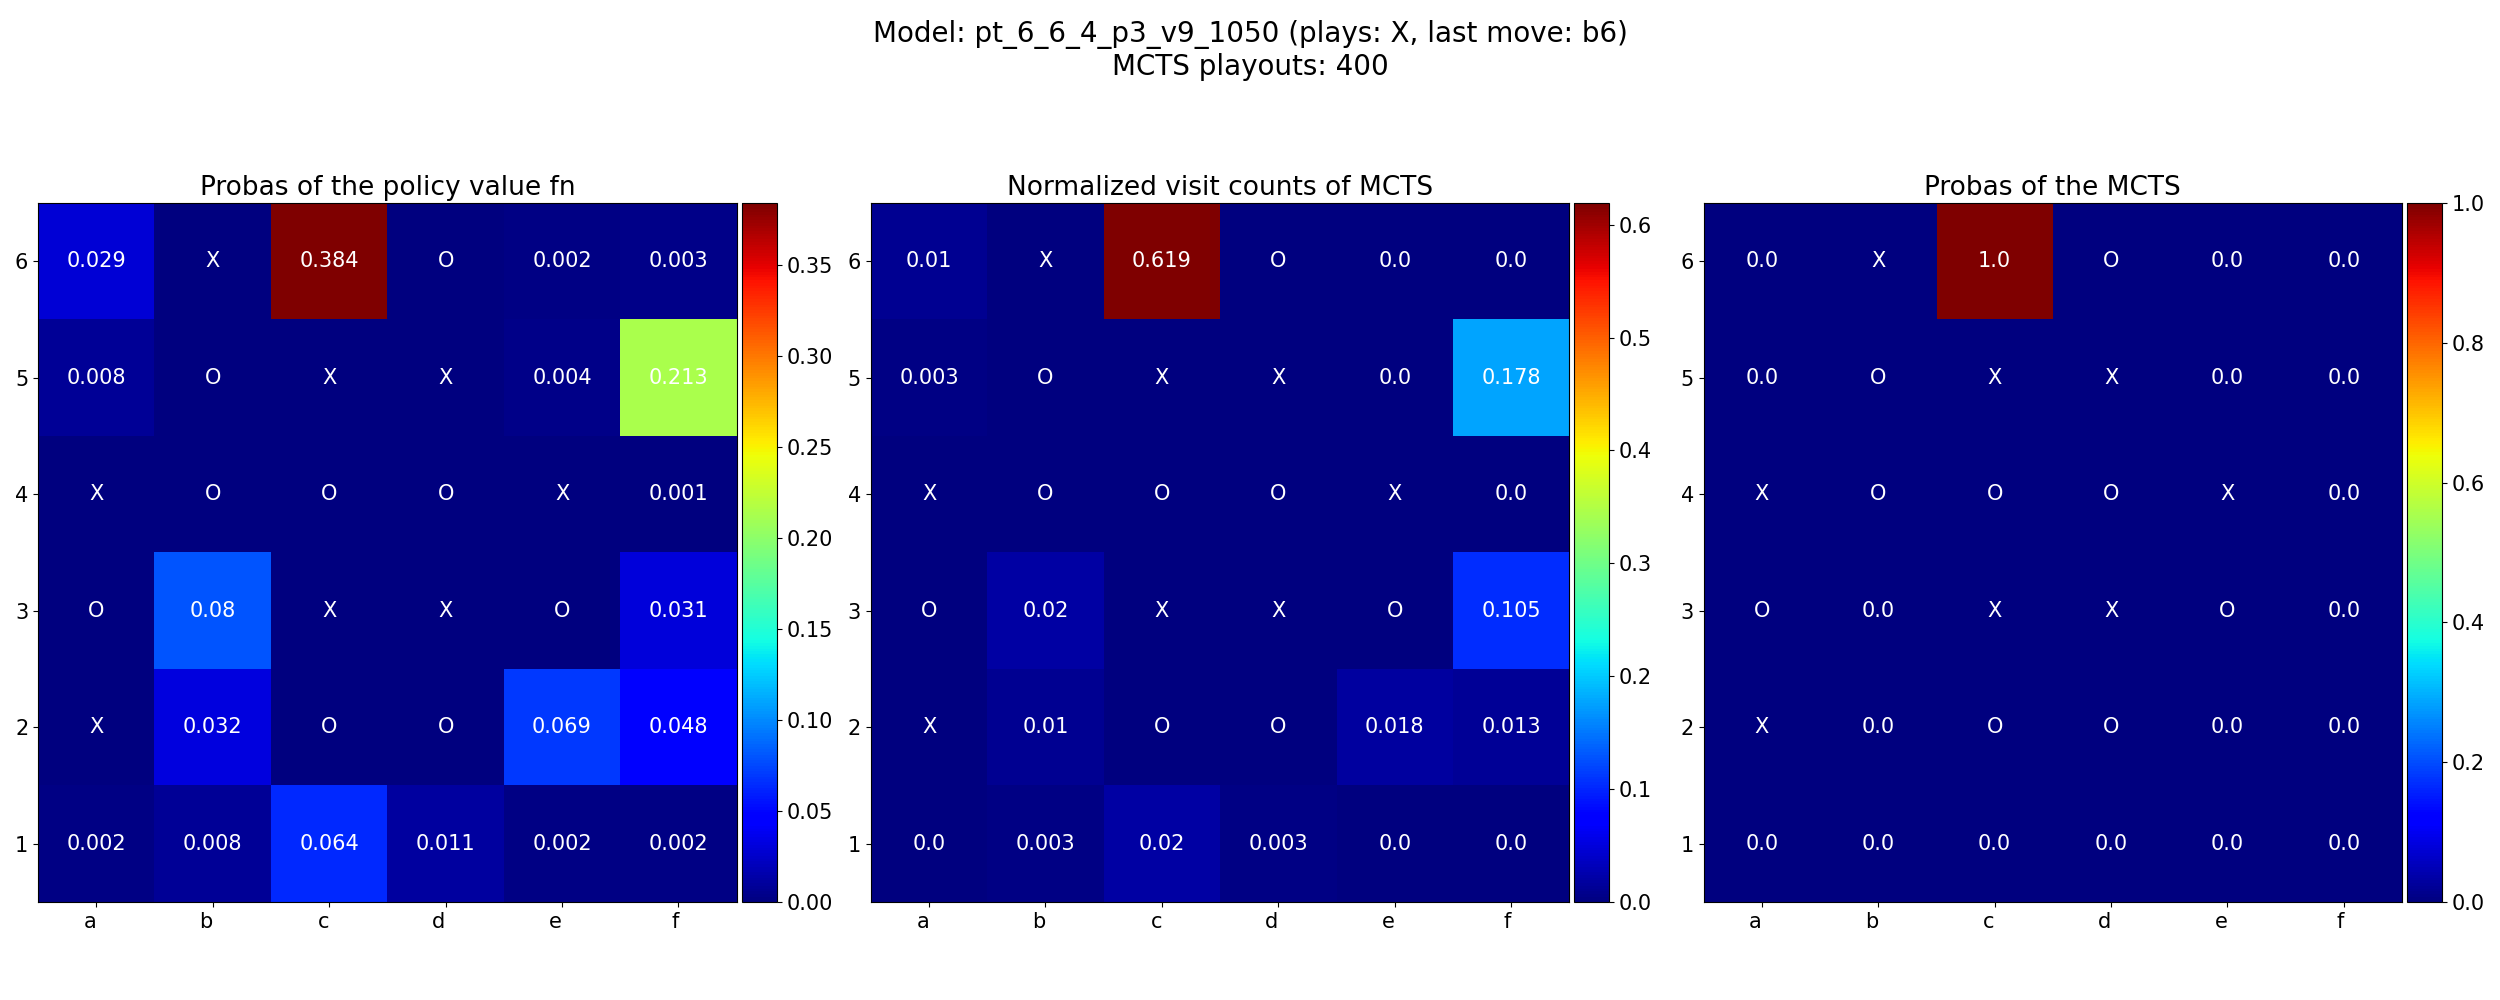 Model: pt_6_6_4_p3_v9_1050 (plays: X, last move: b6)
MCTS playouts: 400
Probas of the policy value fn
6 0.029 X 0.384 O 0.002 0.003
5 0.008 O X X 0.004 0.213
4 X O O O X 0.001
3 O 0.08 X X O 0.031
2 X 0.032 O O 0.069 0.048
1 0.002 0.008 0.064 0.011 0.002 0.002
a b c d e f
0.35
0.30
0.25
0.20
0.15
0.10
0.05
0.00
Normalized visit counts of MCTS
6 0.01 X 0.619 O 0.0 0.0
5 0.003 O X X 0.0 0.178
4 X O O O X 0.0
3 O 0.02 X X O 0.105
2 X 0.01 O O 0.018 0.013
1 0.0 0.003 0.02 0.003 0.0 0.0
a b c d e f
0.6
0.5
0.4
0.3
0.2
0.1
0.0
Probas of the MCTS
6 0.0 X 1.0 O 0.0 0.0
5 0.0 O X X 0.0 0.0
4 X O O O X 0.0
3 O 0.0 X X O 0.0
2 X 0.0 O O 0.0 0.0
1 0.0 0.0 0.0 0.0 0.0 0.0
a b c d e f
1.0
0.8
0.6
0.4
0.2
0.0